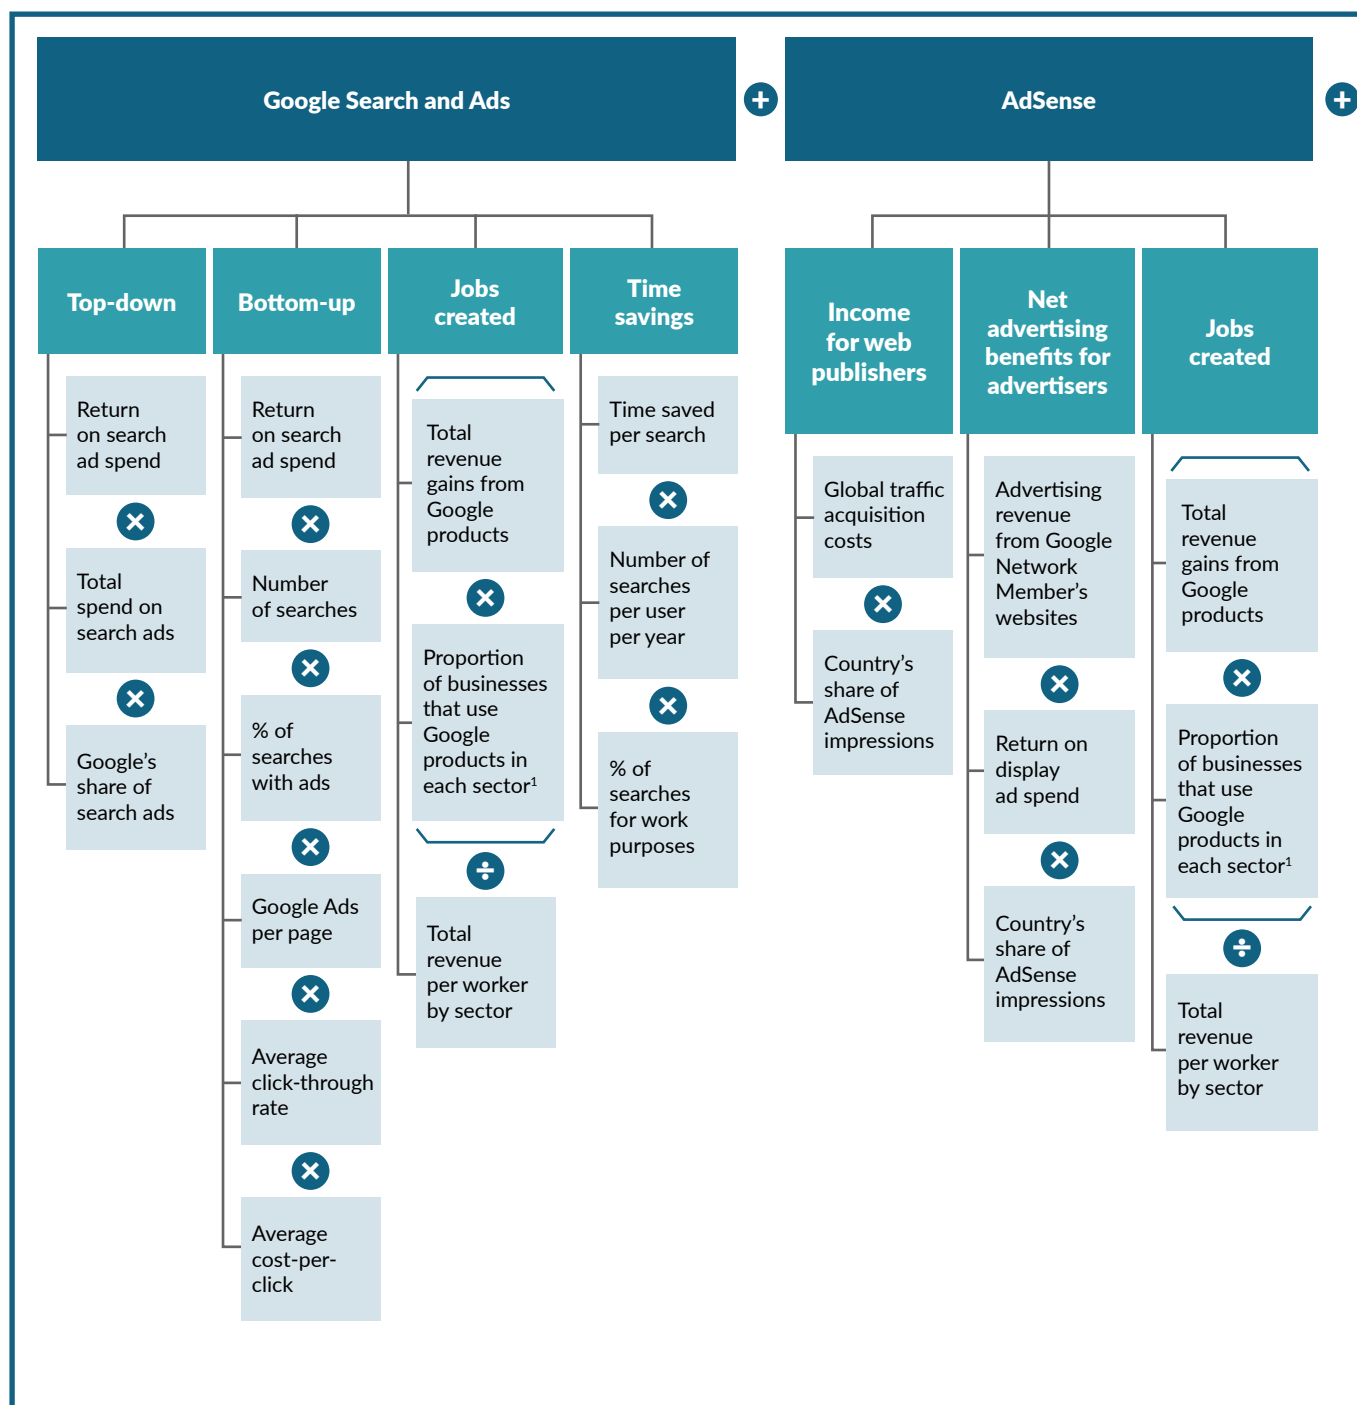 Google Search and Ads
+
AdSense
+
Top-down
Return
on search
ad spend
×
Total
spend on
search ads
×
Google's
share of
search ads
Bottom-up
Return
on search
ad spend
×
Number
of searches
×
% of
searches
with ads
×
Google Ads
per page
×
Average
click-through
rate
×
Average
cost-per-
click
Jobs
created
Total
revenue
gains from
Google
products
×
Proportion
of businesses
that use
Google
products in
each sector¹
÷
Total
revenue
per worker
by sector
Time
savings
Time saved
per search
×
Number of
searches
per user
per year
×
% of
searches
for work
purposes
Income
for web
publishers
Global traffic
acquisition
costs
×
Country's
share of
AdSense
impressions
Net
advertising
benefits for
advertisers
Advertising
revenue
from Google
Network
Member's
websites
×
Return on
display
ad spend
×
Country's
share of
AdSense
impressions
Jobs
created
Total
revenue
gains from
Google
products
×
Proportion
of businesses
that use
Google
products in
each sector¹
÷
Total
revenue
per worker
by sector